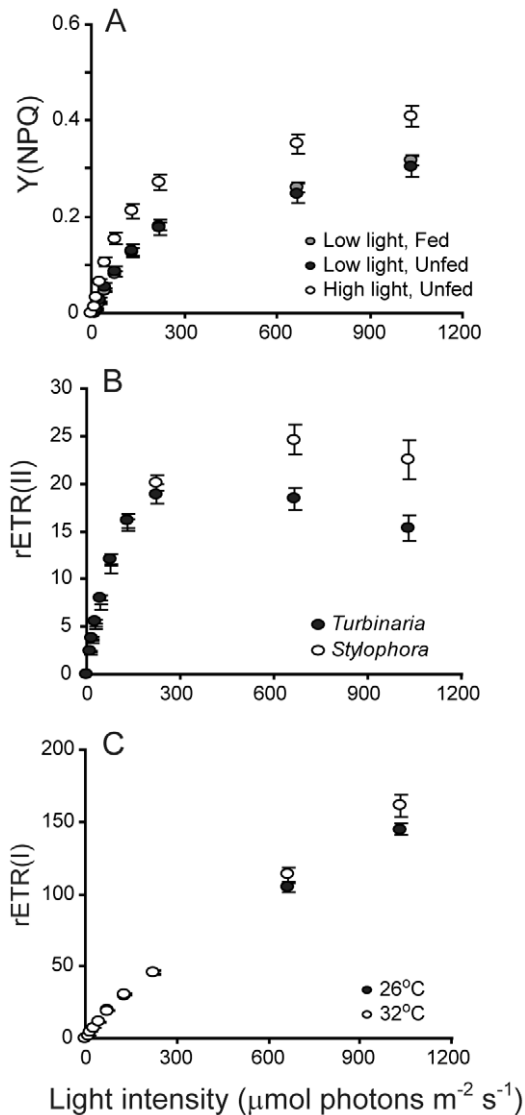 A
0.6
0.4
0.2
0
Y(NPQ)
Low light, Fed
Low light, Unfed
High light, Unfed
0 300 600 900 1200
B
30
25
20
15
10
5
0
rETR(II)
Turbinaria
Stylophora
0 300 600 900 1200
C
200
150
100
50
0
rETR(I)
26°C
32°C
0 300 600 900 1200
Light intensity (μmol photons m⁻² s⁻¹)